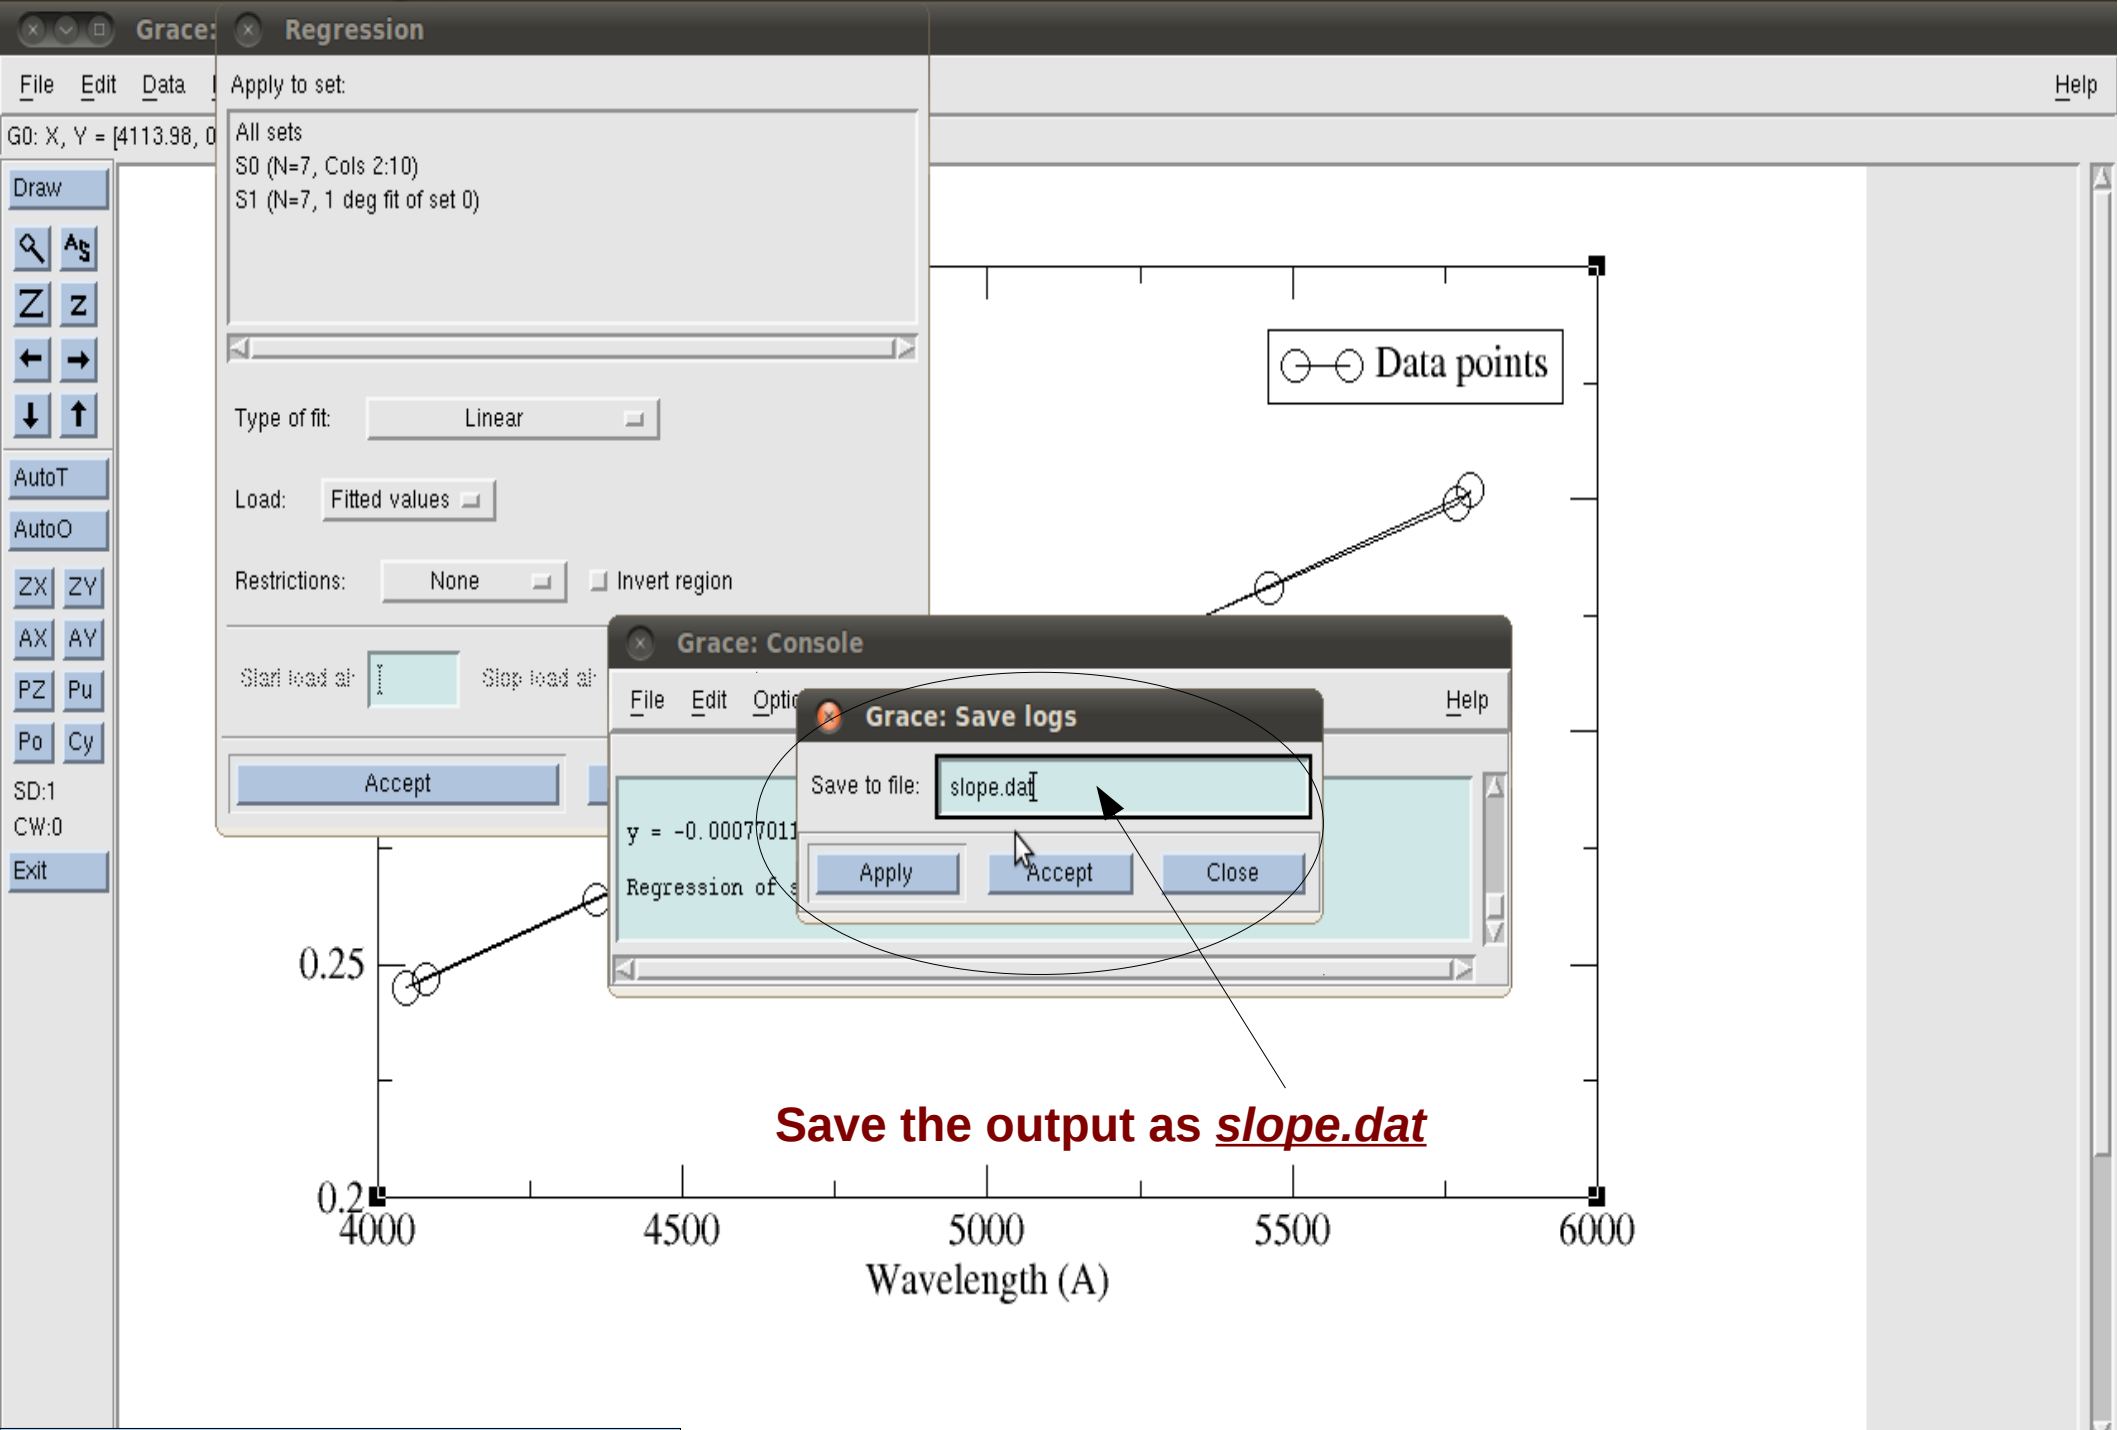 Grace:
Regression
File Edit Data
Help
Apply to set:
G0: X, Y = [4113.98, 0
All sets
S0 (N=7, Cols 2:10)
S1 (N=7, 1 deg fit of set 0)
Draw
AS
Z z
AutoT
AutoO
ZX ZY
AX AY
PZ Pu
Po Cy
SD:1
CW:0
Exit
Type of fit: Linear
Load: Fitted values
Restrictions: None Invert region
Start load at: Stop load at:
Accept
Data points
Grace: Console
File Edit Optio
Help
Grace: Save logs
Save to file: slope.dat
y = -0.00077011
Regression of s
Apply Accept Close
Save the output as slope.dat
0.25
0.2
4000 4500 5000 5500 6000
Wavelength (A)